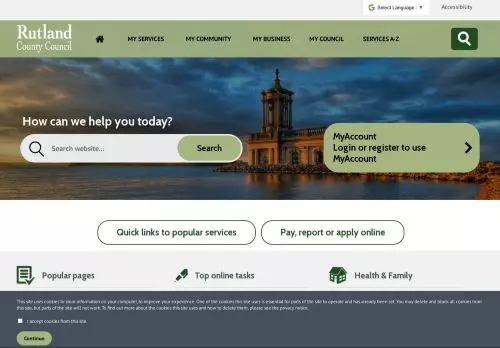 Select Language ▼
Accessibility
Rutland
County Council
MY SERVICES
MY COMMUNITY
MY BUSINESS
MY COUNCIL
SERVICES A-Z
How can we help you today?
Search website...
Search
MyAccount
Login or register to use
MyAccount
Quick links to popular services
Pay, report or apply online
Popular pages
Top online tasks
Health & Family
This site uses cookies to store information on your computer, to improve your experience. One of the cookies this site uses is essential for parts of the site to operate and has already been set. You may delete and block all cookies from
this site, but parts of the site will not work. To find out more about the cookies this site uses and how to delete them, please see the privacy notice.
I accept cookies from this site.
Continue